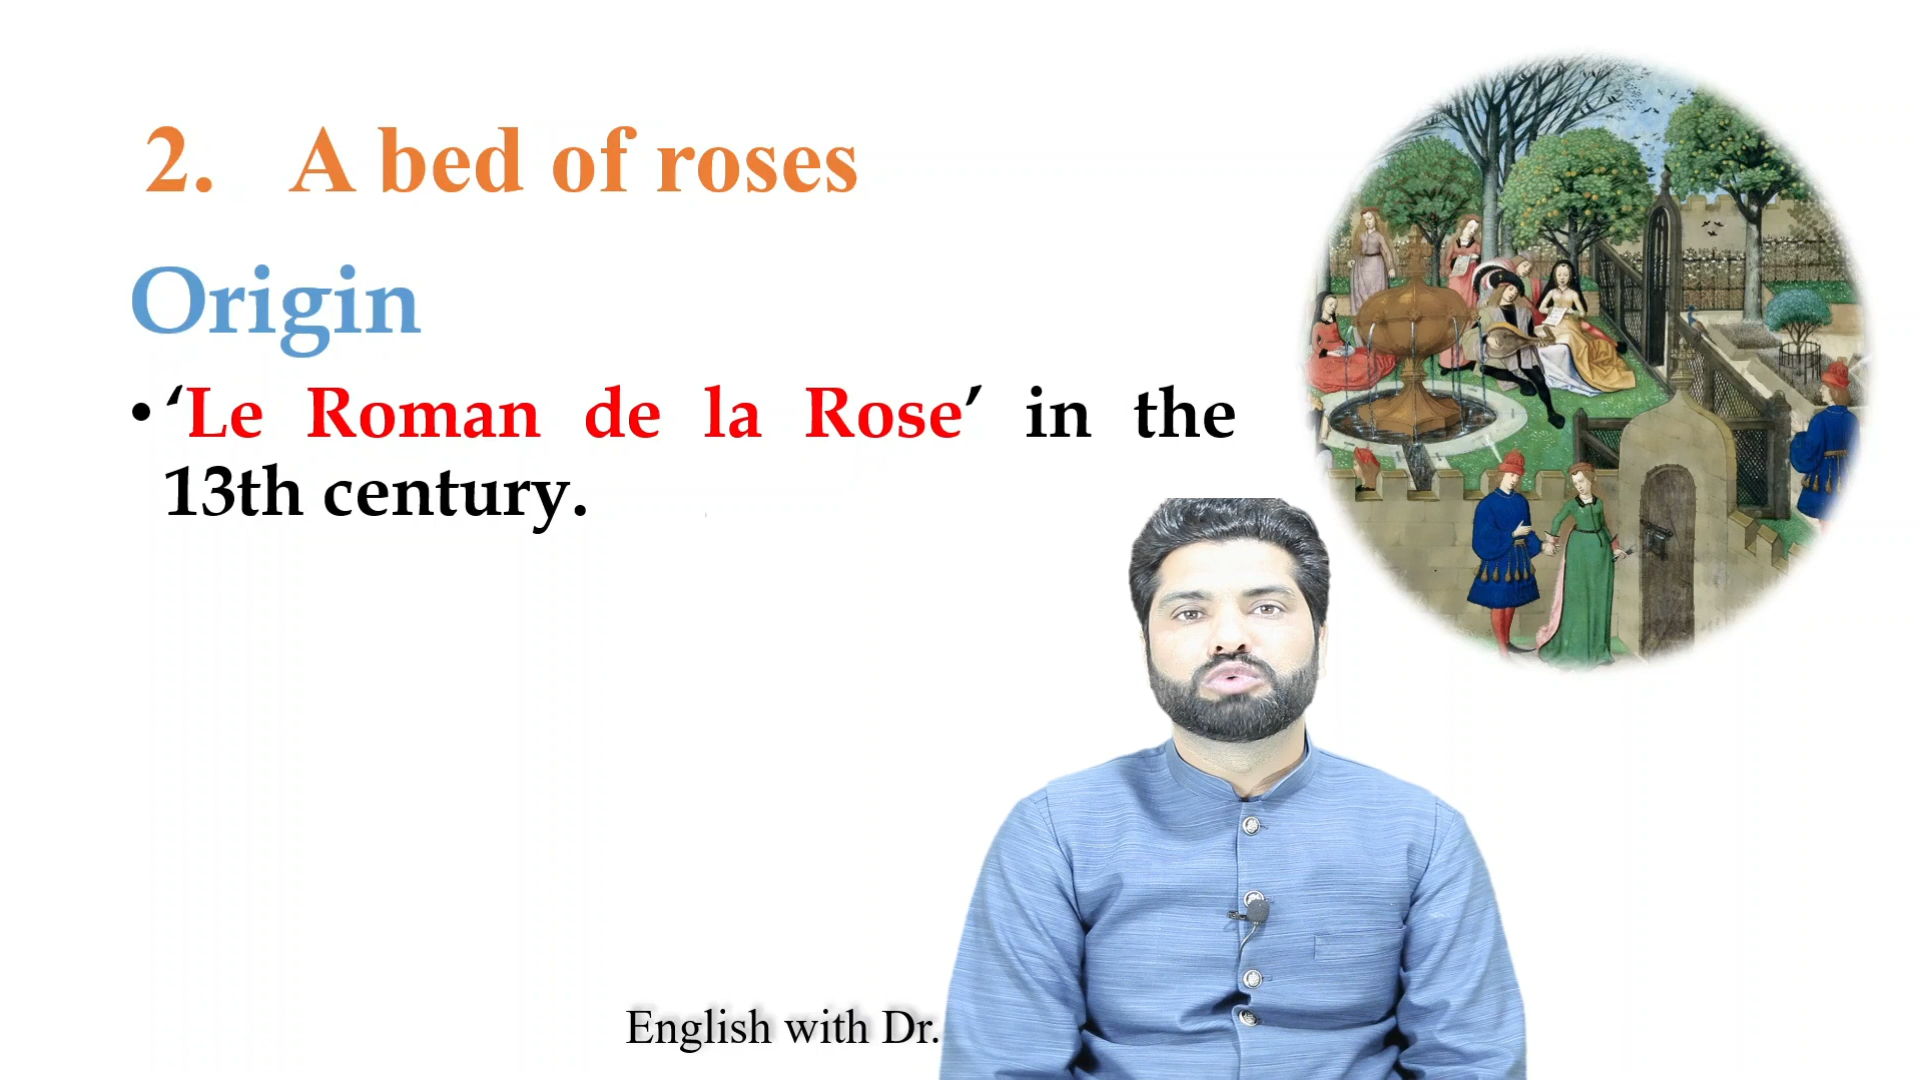 2. A bed of roses
Origin
• ‘Le Roman de la Rose’ in the
13th century.
English with Dr.